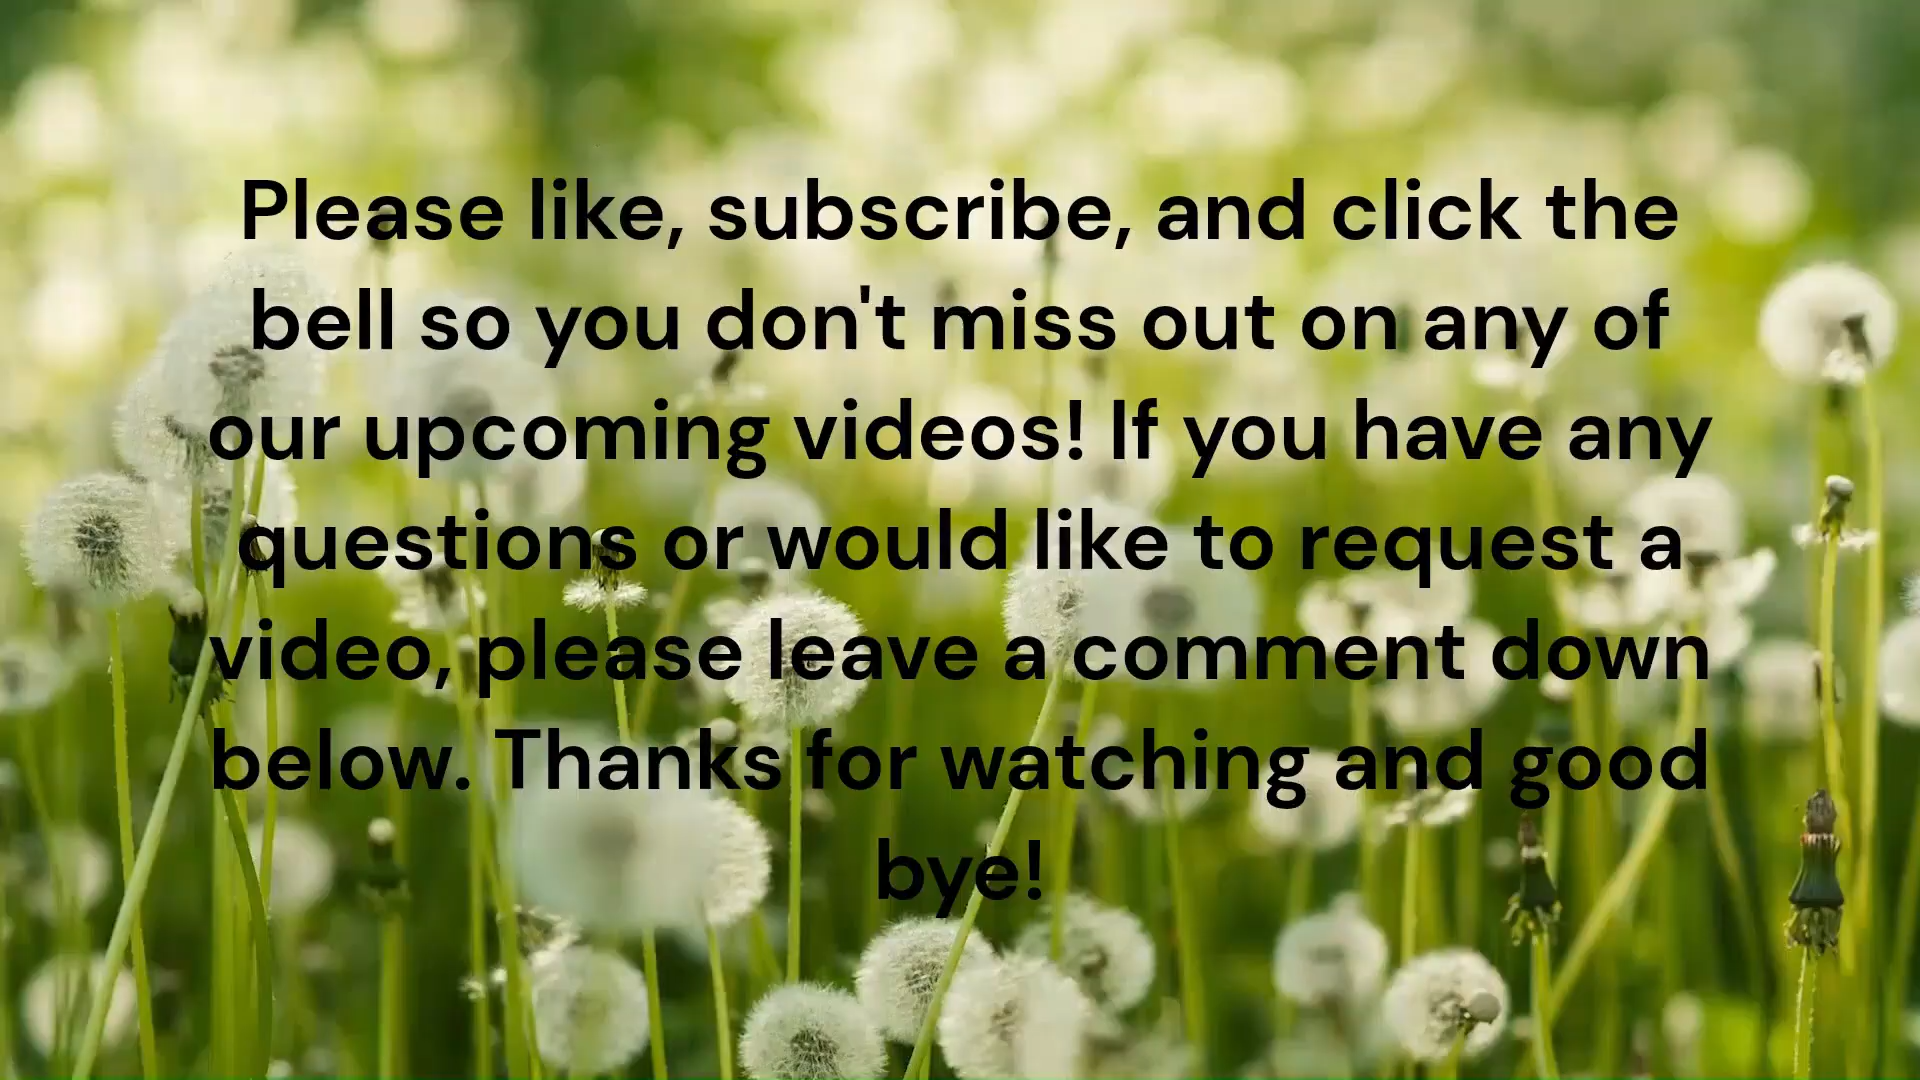 Please like, subscribe, and click the
bell so you don't miss out on any of
our upcoming videos! If you have any
questions or would like to request a
video, please leave a comment down
below. Thanks for watching and good
bye!